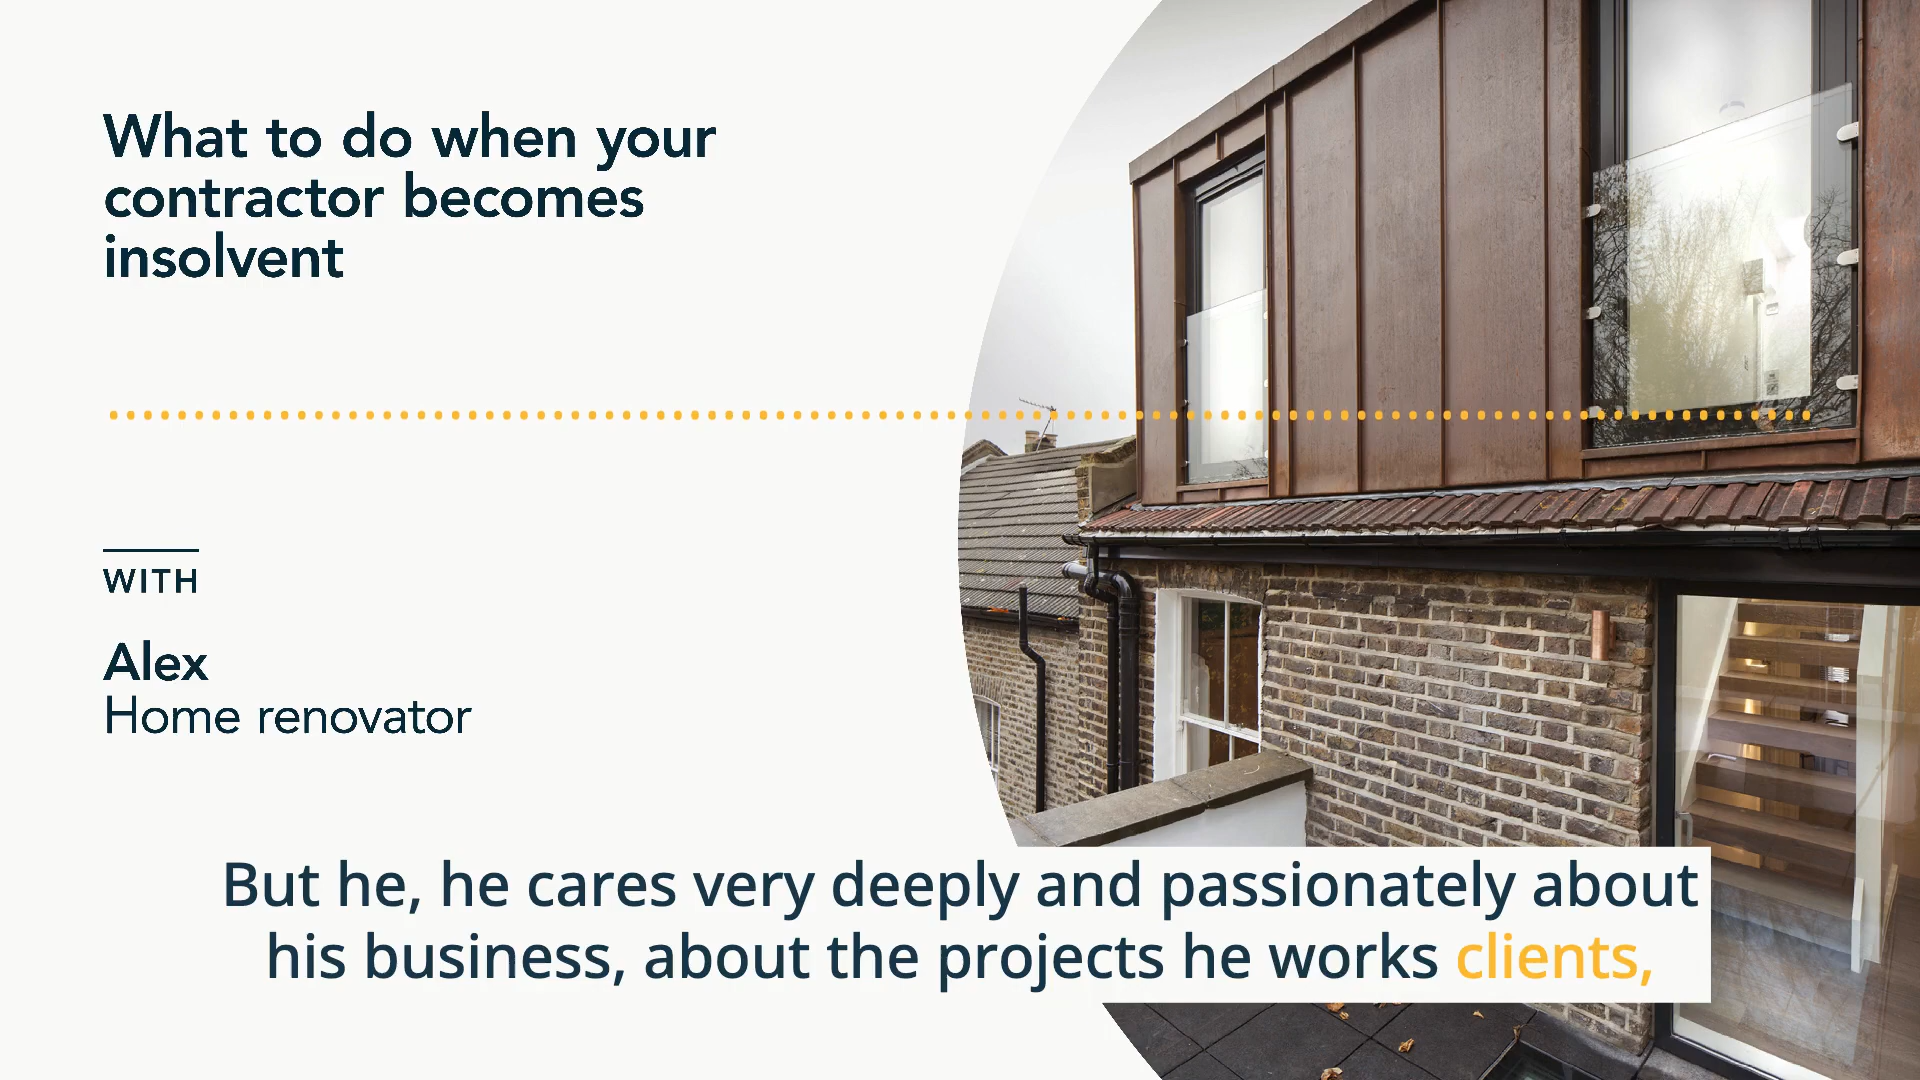 What to do when your
contractor becomes
insolvent
WITH
Alex
Home renovator
But he, he cares very deeply and passionately about
his business, about the projects he works clients,